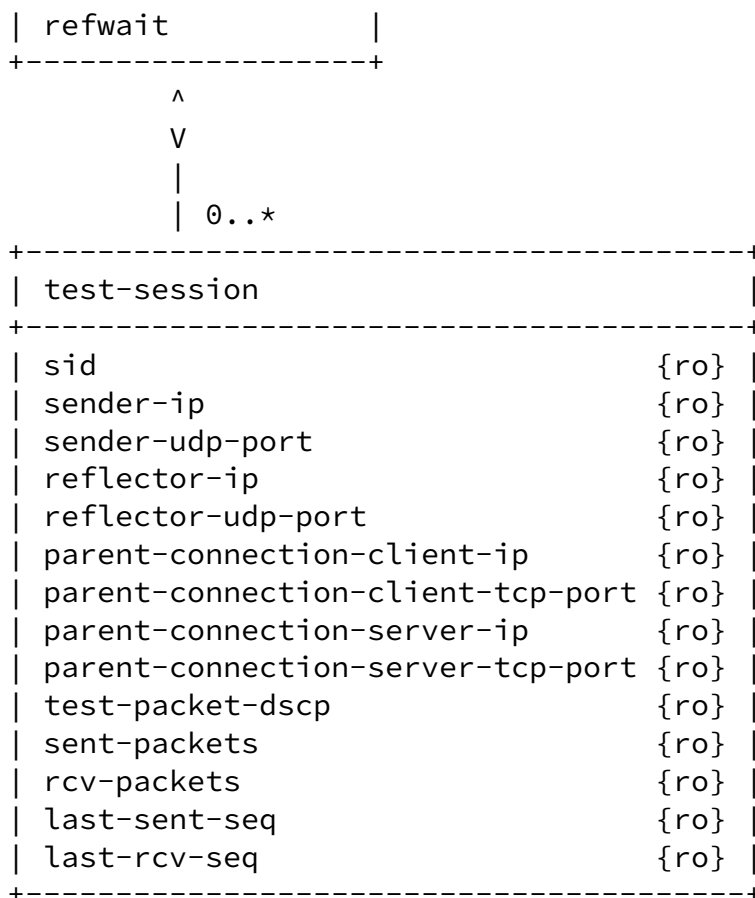 | refwait           |
+-------------------+
         ^
         V
         |
         | 0..*
+----------------------------------------+
| test-session                           |
+----------------------------------------+
| sid                               {ro} |
| sender-ip                         {ro} |
| sender-udp-port                   {ro} |
| reflector-ip                      {ro} |
| reflector-udp-port                {ro} |
| parent-connection-client-ip       {ro} |
| parent-connection-client-tcp-port {ro} |
| parent-connection-server-ip       {ro} |
| parent-connection-server-tcp-port {ro} |
| test-packet-dscp                  {ro} |
| sent-packets                      {ro} |
| rcv-packets                       {ro} |
| last-sent-seq                     {ro} |
| last-rcv-seq                      {ro} |
+----------------------------------------+